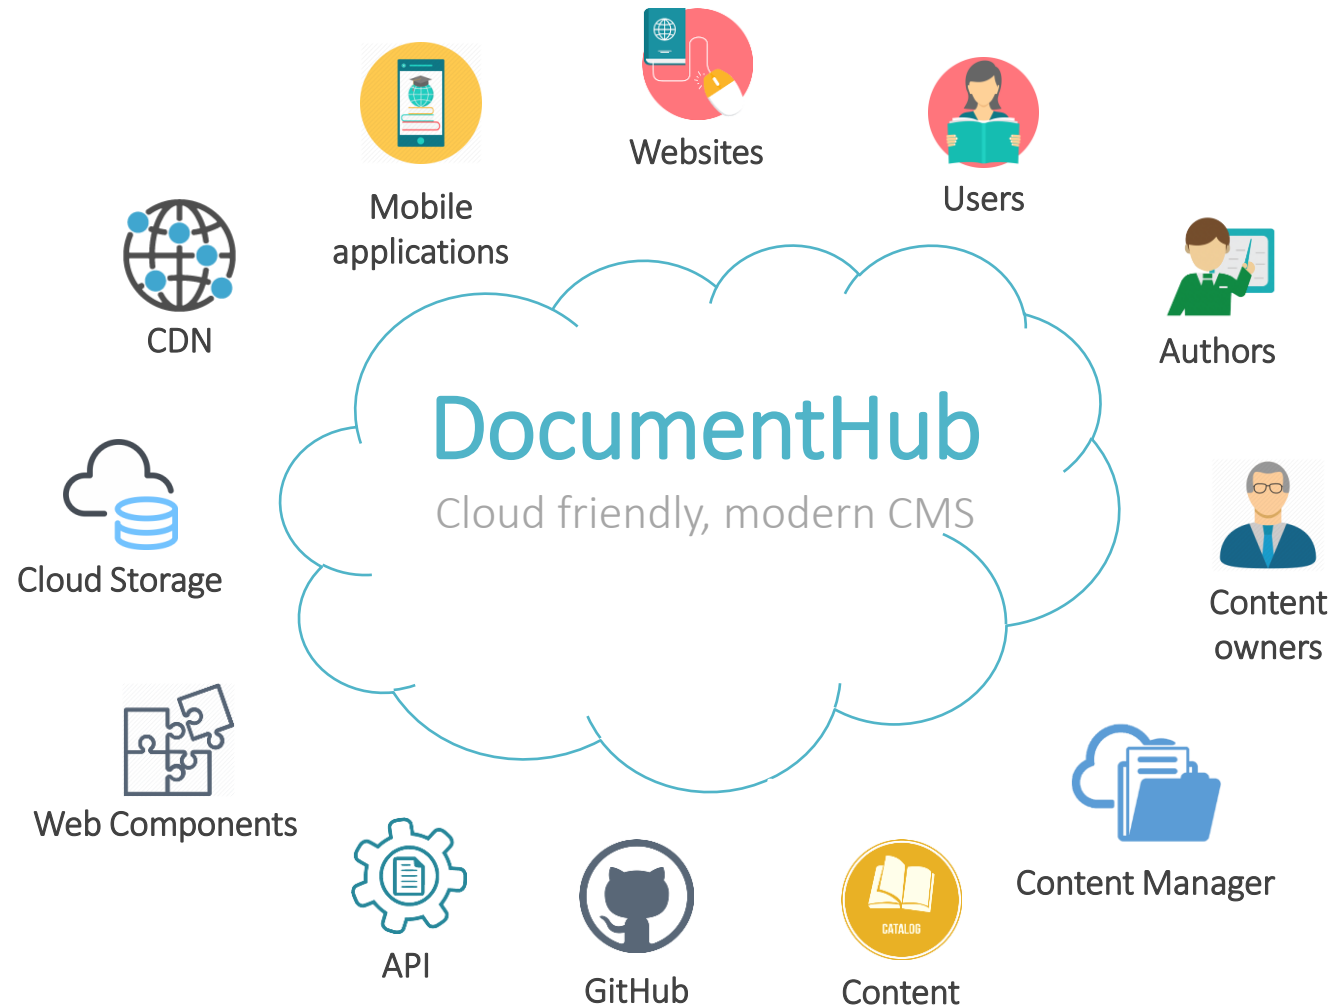 Websites
Mobile
applications
Users
CDN
Authors
DocumentHub
Cloud friendly, modern CMS
Cloud Storage
Content
owners
Web Components
Content Manager
API
CATALOG
GitHub
Content